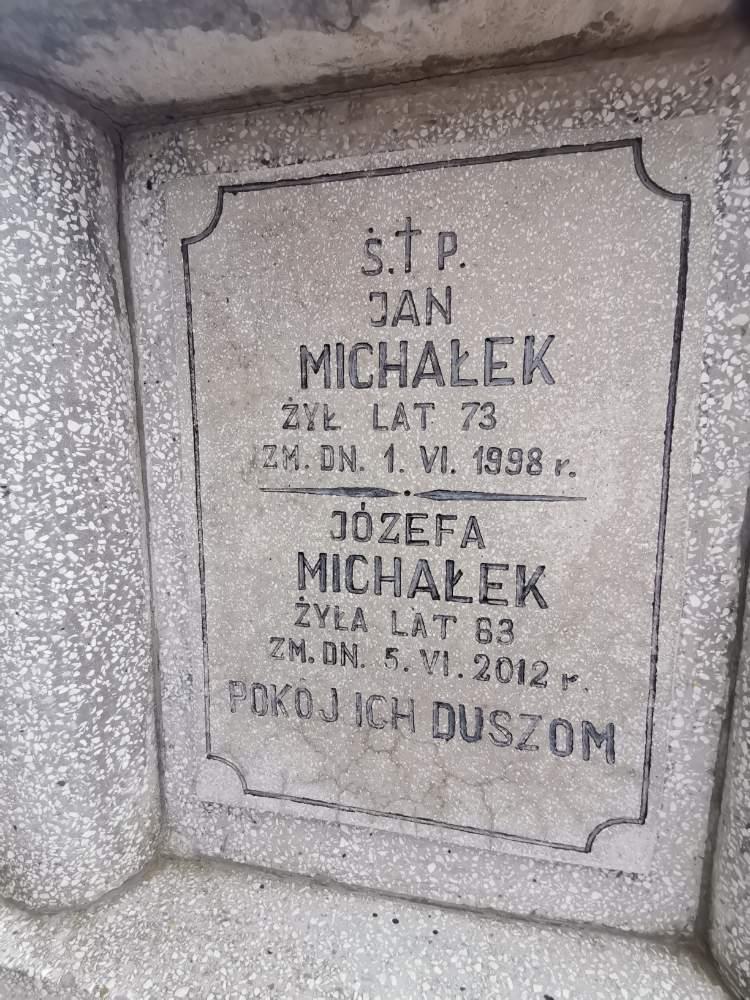 Ś.†P.
JAN
MICHAŁEK
ŻYŁ LAT 73
ZM. DN. 1. VI. 1998 r.
JÓZEFA
MICHAŁEK
ŻYŁA LAT 83
ZM. DN. 5. VI. 2012 r.
POKÓJ ICH DUSZOM